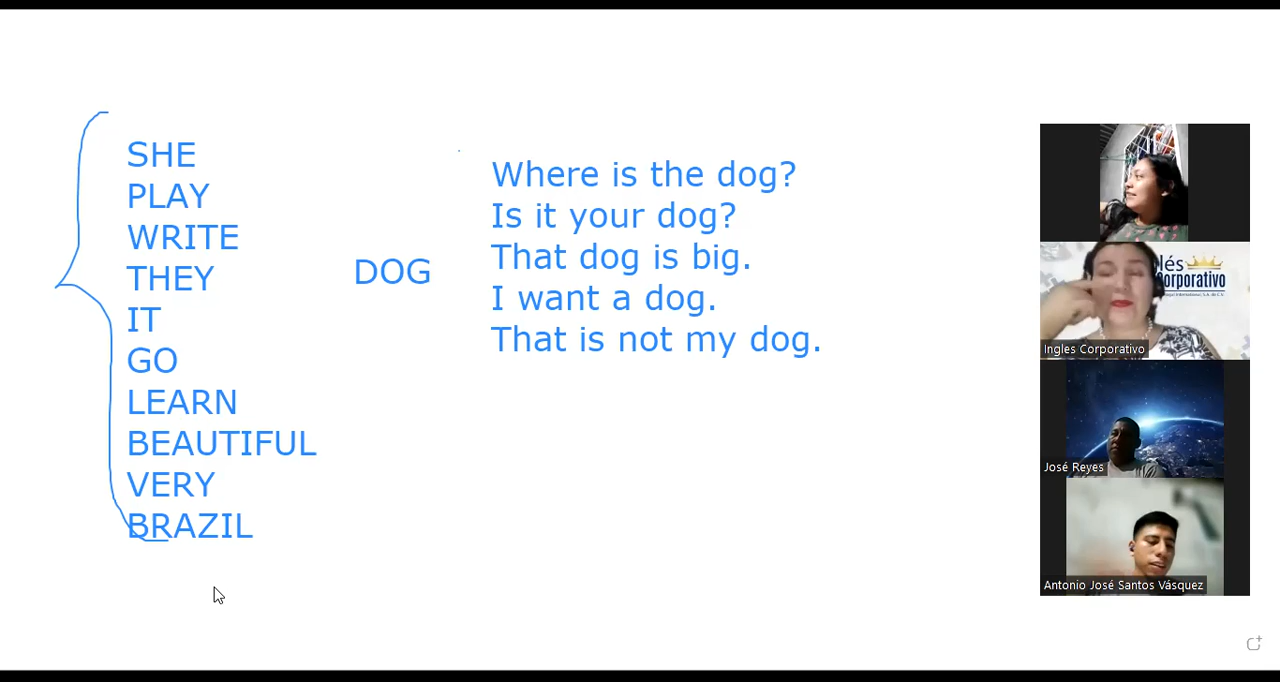 SHE
PLAY
WRITE
THEY
IT
GO
LEARN
BEAUTIFUL
VERY
BRAZIL
DOG
Where is the dog?
Is it your dog?
That dog is big.
I want a dog.
That is not my dog.
lés
Corporativo
Ingles Corporativo
José Reyes
Antonio José Santos Vásquez